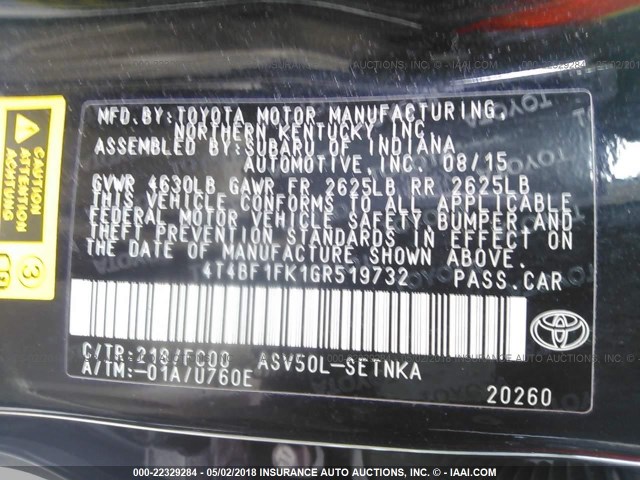 MFD.BY:TOYOTA MOTOR MANUFACTURING,
NORTHERN KENTUCKY, INC.
ASSEMBLED BY:SUBARU OF INDIANA
AUTOMOTIVE,INC. 08/15
GVWR 4630LB GAWR FR 2625LB RR 2625LB
THIS VEHICLE CONFORMS TO ALL APPLICABLE
FEDERAL MOTOR VEHICLE SAFETY,BUMPER,AND
THEFT PREVENTION STANDARDS IN EFFECT ON
THE DATE OF MANUFACTURE SHOWN ABOVE.
4T4BF1FK1GR519732 PASS.CAR
C/TR:218/FC00 ASV50L-SETNKA
A/TM:-01A/U760E
20260
CAUTION
ATTENTION
ACHTUNG
3
000-22329284 - 05/02/2018 - INSURANCE AUTO AUCTIONS - © - IAAI.COM